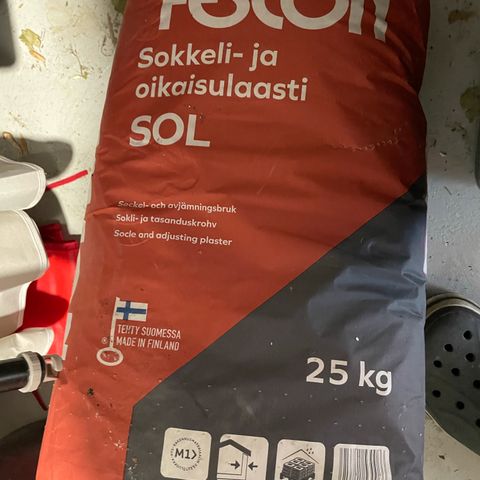 Fescon
Sokkeli- ja
oikaisulaasti
SOL
Sockel- och avjämningsbruk
Sokli- ja tasanduskrohv
Socle and adjusting plaster
TEHTY SUOMESSA
MADE IN FINLAND
25 kg
M1